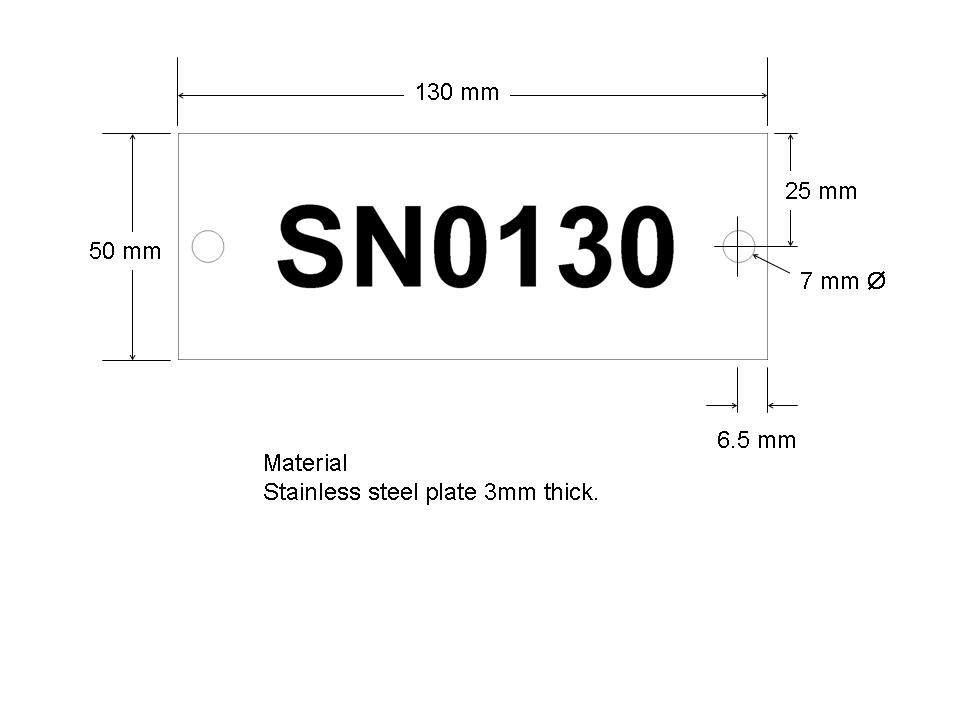 130 mm
25 mm
SN0130
50 mm
7 mm Ø
6.5 mm
Material
Stainless steel plate 3mm thick.